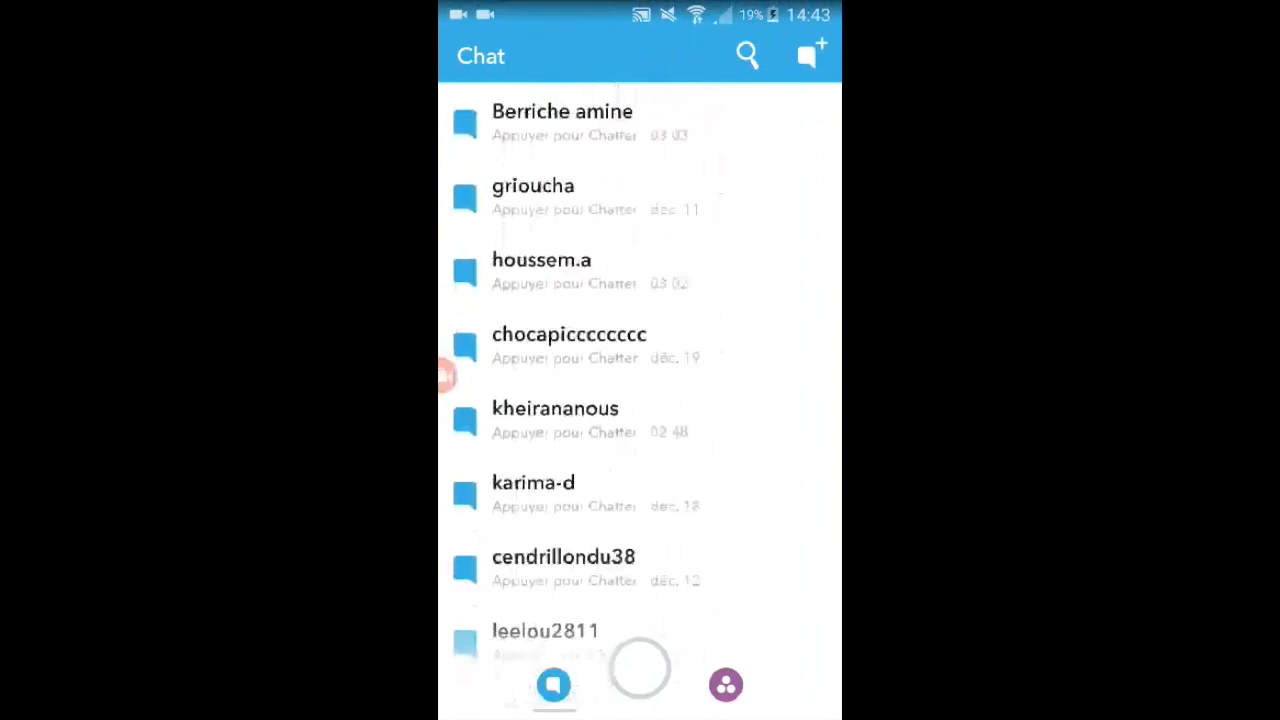 19% 14:43
Chat
Berriche amine
Appuyer pour Chatter 03 03
grioucha
Appuyer pour Chatter déc. 11
houssem.a
Appuyer pour Chatter 03 02
chocapicccccccc
Appuyer pour Chatter déc. 19
kheirananous
Appuyer pour Chatter 02 48
karima-d
Appuyer pour Chatter déc. 18
cendrillondu38
Appuyer pour Chatter déc. 12
leelou2811